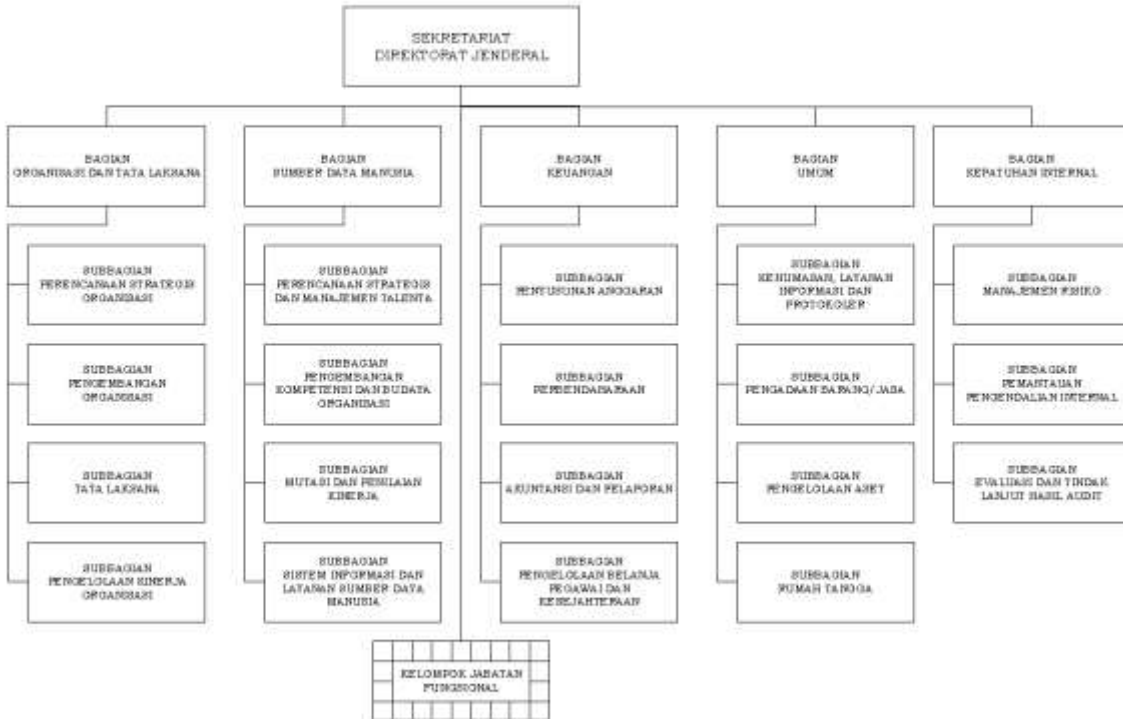 SEKRETARIAT
DIREKTORAT JENDERAL
BAGIAN
ORGANISASI DAN TATA LAKSANA
BAGIAN
SUMBER DATA MANUSIA
BAGIAN
KEUANGAN
BAGIAN
UMUM
BAGIAN
KEPATUHAN INTERNAL
SUBBAGIAN
PERENCANAAN STRATEGIS
ORGANISASI
SUBBAGIAN
PENGEMBANGAN
ORGANISASI
SUBBAGIAN
TATA LAKSANA
SUBBAGIAN
PENGELOLAAN KINERJA
ORGANISASI
SUBBAGIAN
PERENCANAAN STRATEGIS
DAN MANAJEMEN TALENTA
SUBBAGIAN
PENGEMBANGAN
KOMPETENSI DAN BUDAYA
ORGANISASI
SUBBAGIAN
MUTASI DAN PENILAIAN
KINERJA
SUBBAGIAN
SISTEM INFORMASI DAN
LAYANAN SUMBER DATA
MANUSIA
SUBBAGIAN
PENYUSUNAN ANGGARAN
SUBBAGIAN
PERBENDAHARAAN
SUBBAGIAN
AKUNTANSI DAN PELAPORAN
SUBBAGIAN
PENGELOLAAN BELANJA
PEGAWAI DAN
KESEJAHTERAAN
SUBBAGIAN
KEHUMASAN, LAYANAN
INFORMASI DAN
PROTOKOLER
SUBBAGIAN
PENGADAAN BARANG/JASA
SUBBAGIAN
PENGELOLAAN ASET
SUBBAGIAN
RUMAH TANGGA
SUBBAGIAN
MANAJEMEN RISIKO
SUBBAGIAN
PEMANTAUAN
PENGENDALIAN INTERNAL
SUBBAGIAN
EVALUASI DAN TINDAK
LANJUT HASIL AUDIT
KELOMPOK JABATAN
FUNGSIONAL